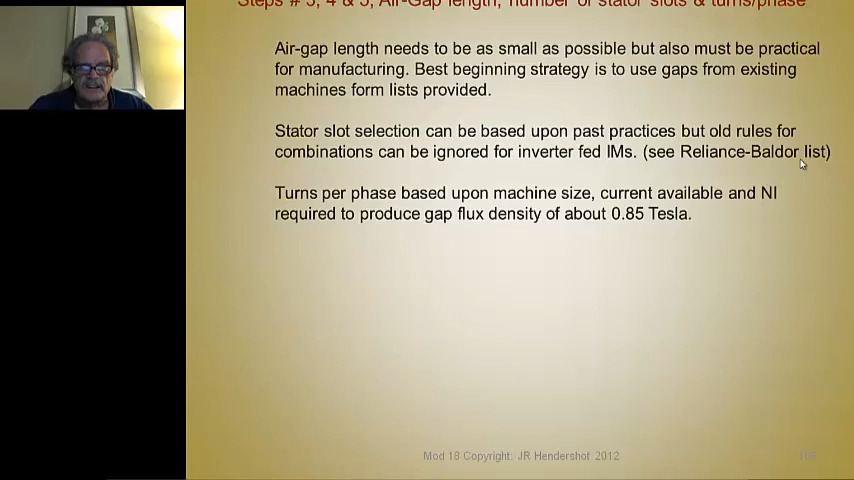 Steps # 3, 4 & 5, Air-Gap length, number of stator slots & turns/phase
Air-gap length needs to be as small as possible but also must be practical
for manufacturing. Best beginning strategy is to use gaps from existing
machines form lists provided.
Stator slot selection can be based upon past practices but old rules for
combinations can be ignored for inverter fed IMs. (see Reliance-Baldor list)
Turns per phase based upon machine size, current available and NI
required to produce gap flux density of about 0.85 Tesla.
Mod 18 Copyright: JR Hendershot 2012